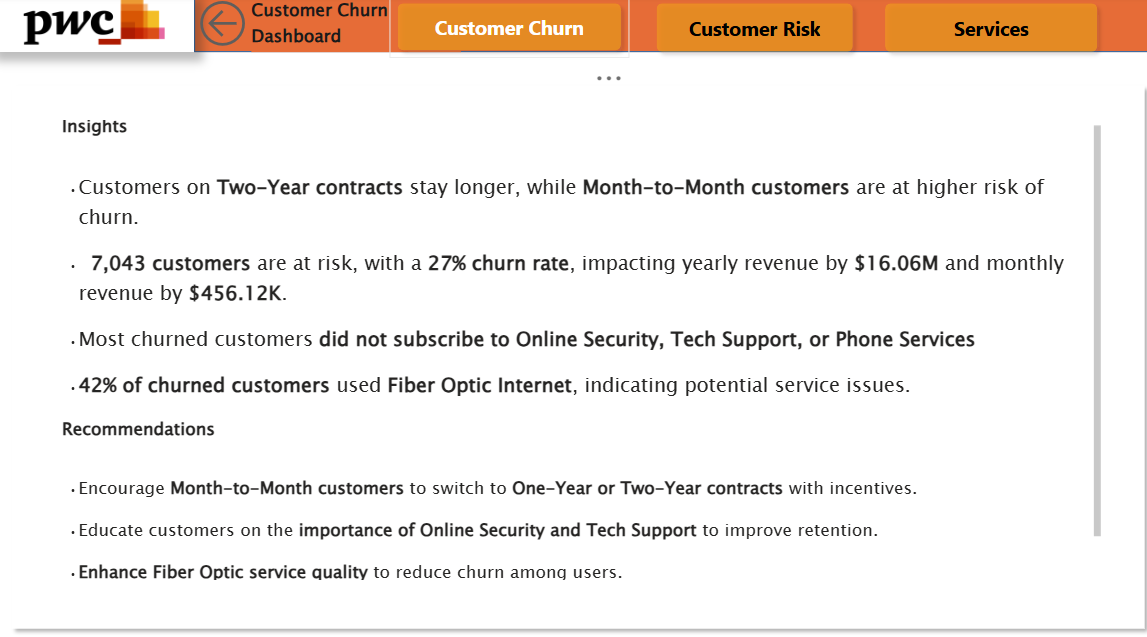 pwc
Customer Churn
Dashboard
Customer Churn
Customer Risk
Services
Insights
Customers on Two-Year contracts stay longer, while Month-to-Month customers are at higher risk of
churn.
7,043 customers are at risk, with a 27% churn rate, impacting yearly revenue by $16.06M and monthly
revenue by $456.12K.
Most churned customers did not subscribe to Online Security, Tech Support, or Phone Services
42% of churned customers used Fiber Optic Internet, indicating potential service issues.
Recommendations
Encourage Month-to-Month customers to switch to One-Year or Two-Year contracts with incentives.
Educate customers on the importance of Online Security and Tech Support to improve retention.
Enhance Fiber Optic service quality to reduce churn among users.